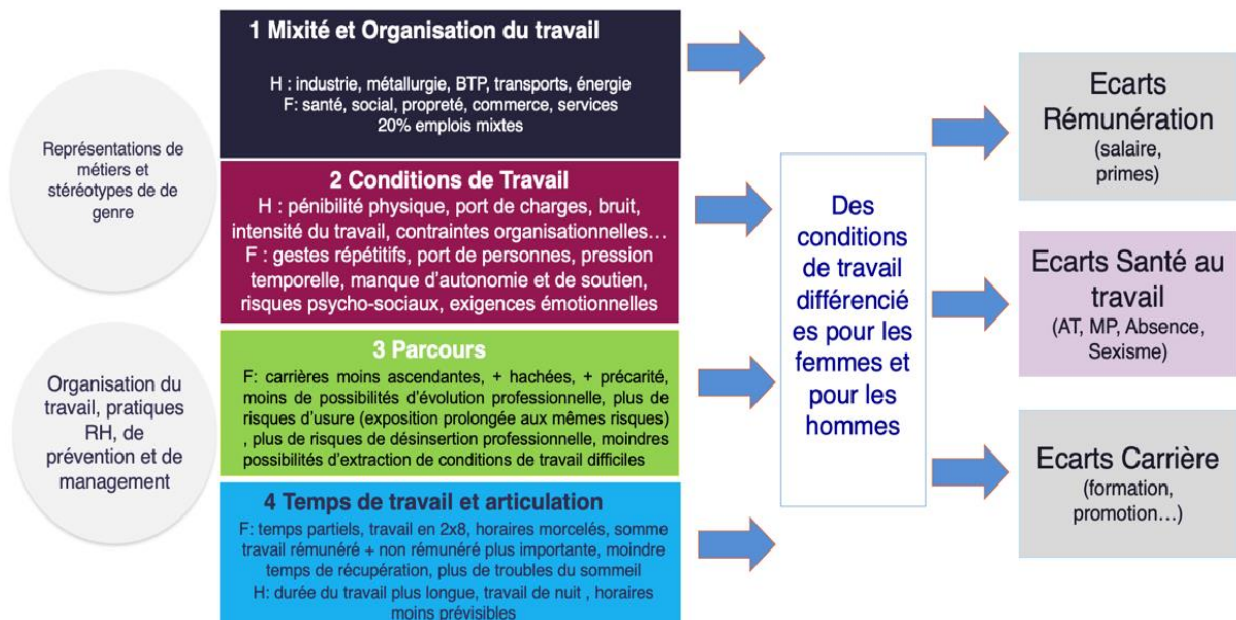 Représentations de
métiers et
stéréotypes de de
genre
Organisation du
travail, pratiques
RH, de
prévention et de
management
1 Mixité et Organisation du travail
H : industrie, métallurgie, BTP, transports, énergie
F: santé, social, propreté, commerce, services
20% emplois mixtes
2 Conditions de Travail
H : pénibilité physique, port de charges, bruit,
intensité du travail, contraintes organisationnelles…
F : gestes répétitifs, port de personnes, pression
temporelle, manque d'autonomie et de soutien,
risques psycho-sociaux, exigences émotionnelles
3 Parcours
F: carrières moins ascendantes, + hachées, + précarité,
moins de possibilités d'évolution professionnelle, plus de
risques d'usure (exposition prolongée aux mêmes risques)
, plus de risques de désinsertion professionnelle, moindres
possibilités d'extraction de conditions de travail difficiles
4 Temps de travail et articulation
F: temps partiels, travail en 2x8, horaires morcelés, somme
travail rémunéré + non rémunéré plus importante, moindre
temps de récupération, plus de troubles du sommeil
H: durée du travail plus longue, travail de nuit , horaires
moins prévisibles
Des
conditions
de travail
différencié
es pour les
femmes et
pour les
hommes
Ecarts
Rémunération
(salaire,
primes)
Ecarts Santé au
travail
(AT, MP, Absence,
Sexisme)
Ecarts Carrière
(formation,
promotion…)